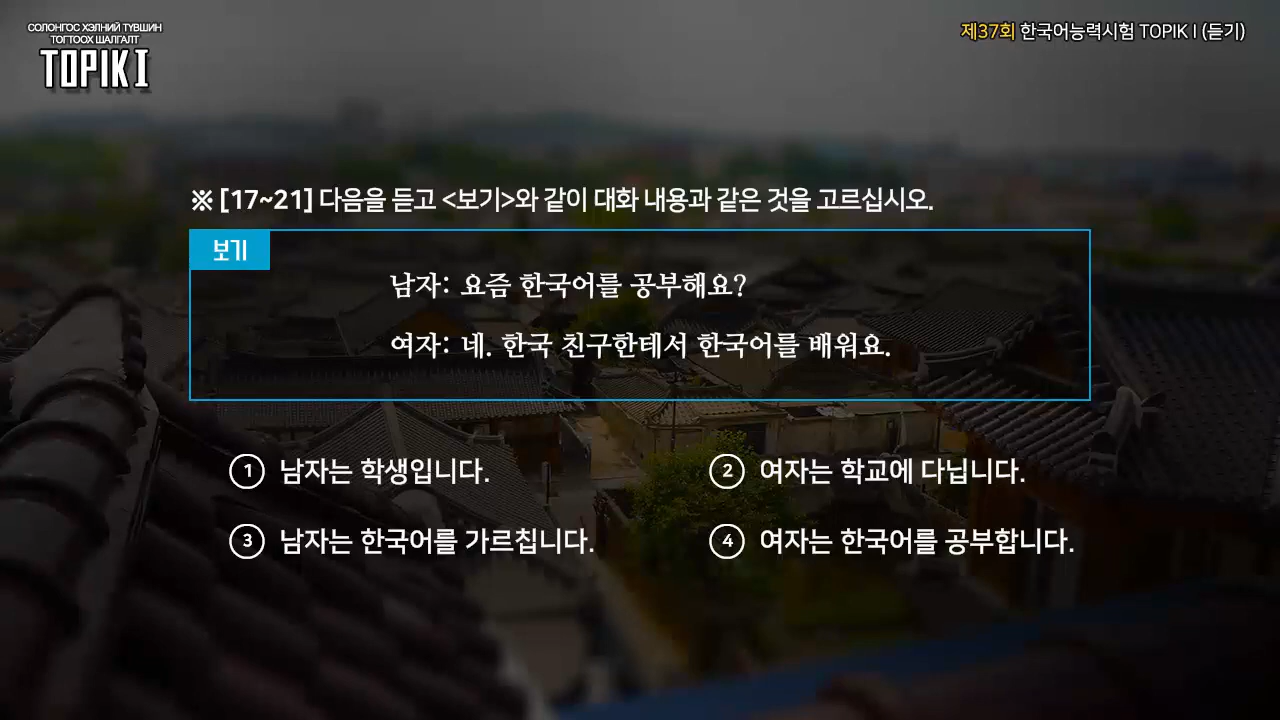 СОЛОНГОС ХЭЛНИЙ ТҮВШИН
ТОГТООХ ШАЛГАЛТ
TOPIK I
제37회 한국어능력시험 TOPIK I (듣기)
※ [17~21] 다음을 듣고 <보기>와 같이 대화 내용과 같은 것을 고르십시오.
보기
남자: 요즘 한국어를 공부해요?
여자: 네. 한국 친구한테서 한국어를 배워요.
① 남자는 학생입니다.
② 여자는 학교에 다닙니다.
③ 남자는 한국어를 가르칩니다.
④ 여자는 한국어를 공부합니다.